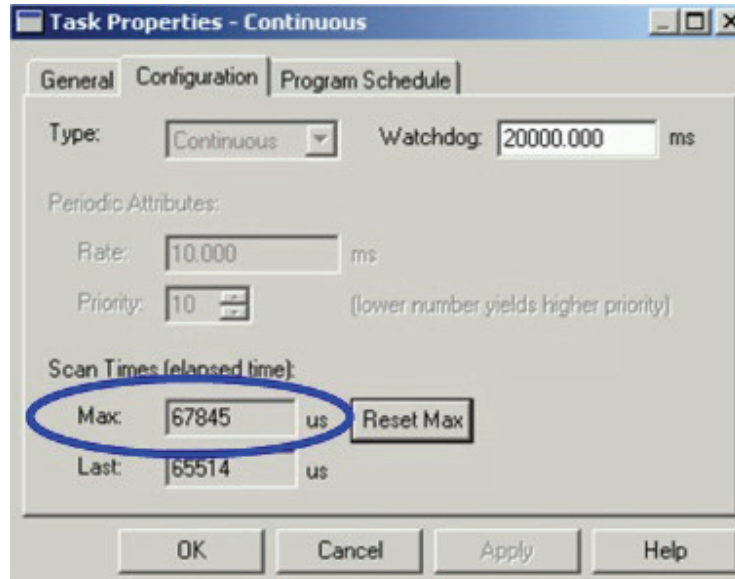 Task Properties - Continuous
General Configuration Program Schedule
Type: Continuous Watchdog: 20000.000 ms
Periodic Attributes:
Rate: 10.000 ms
Priority: 10 (lower number yields higher priority)
Scan Times (elapsed time):
Max: 67845 us Reset Max
Last: 65514 us
OK Cancel Apply Help